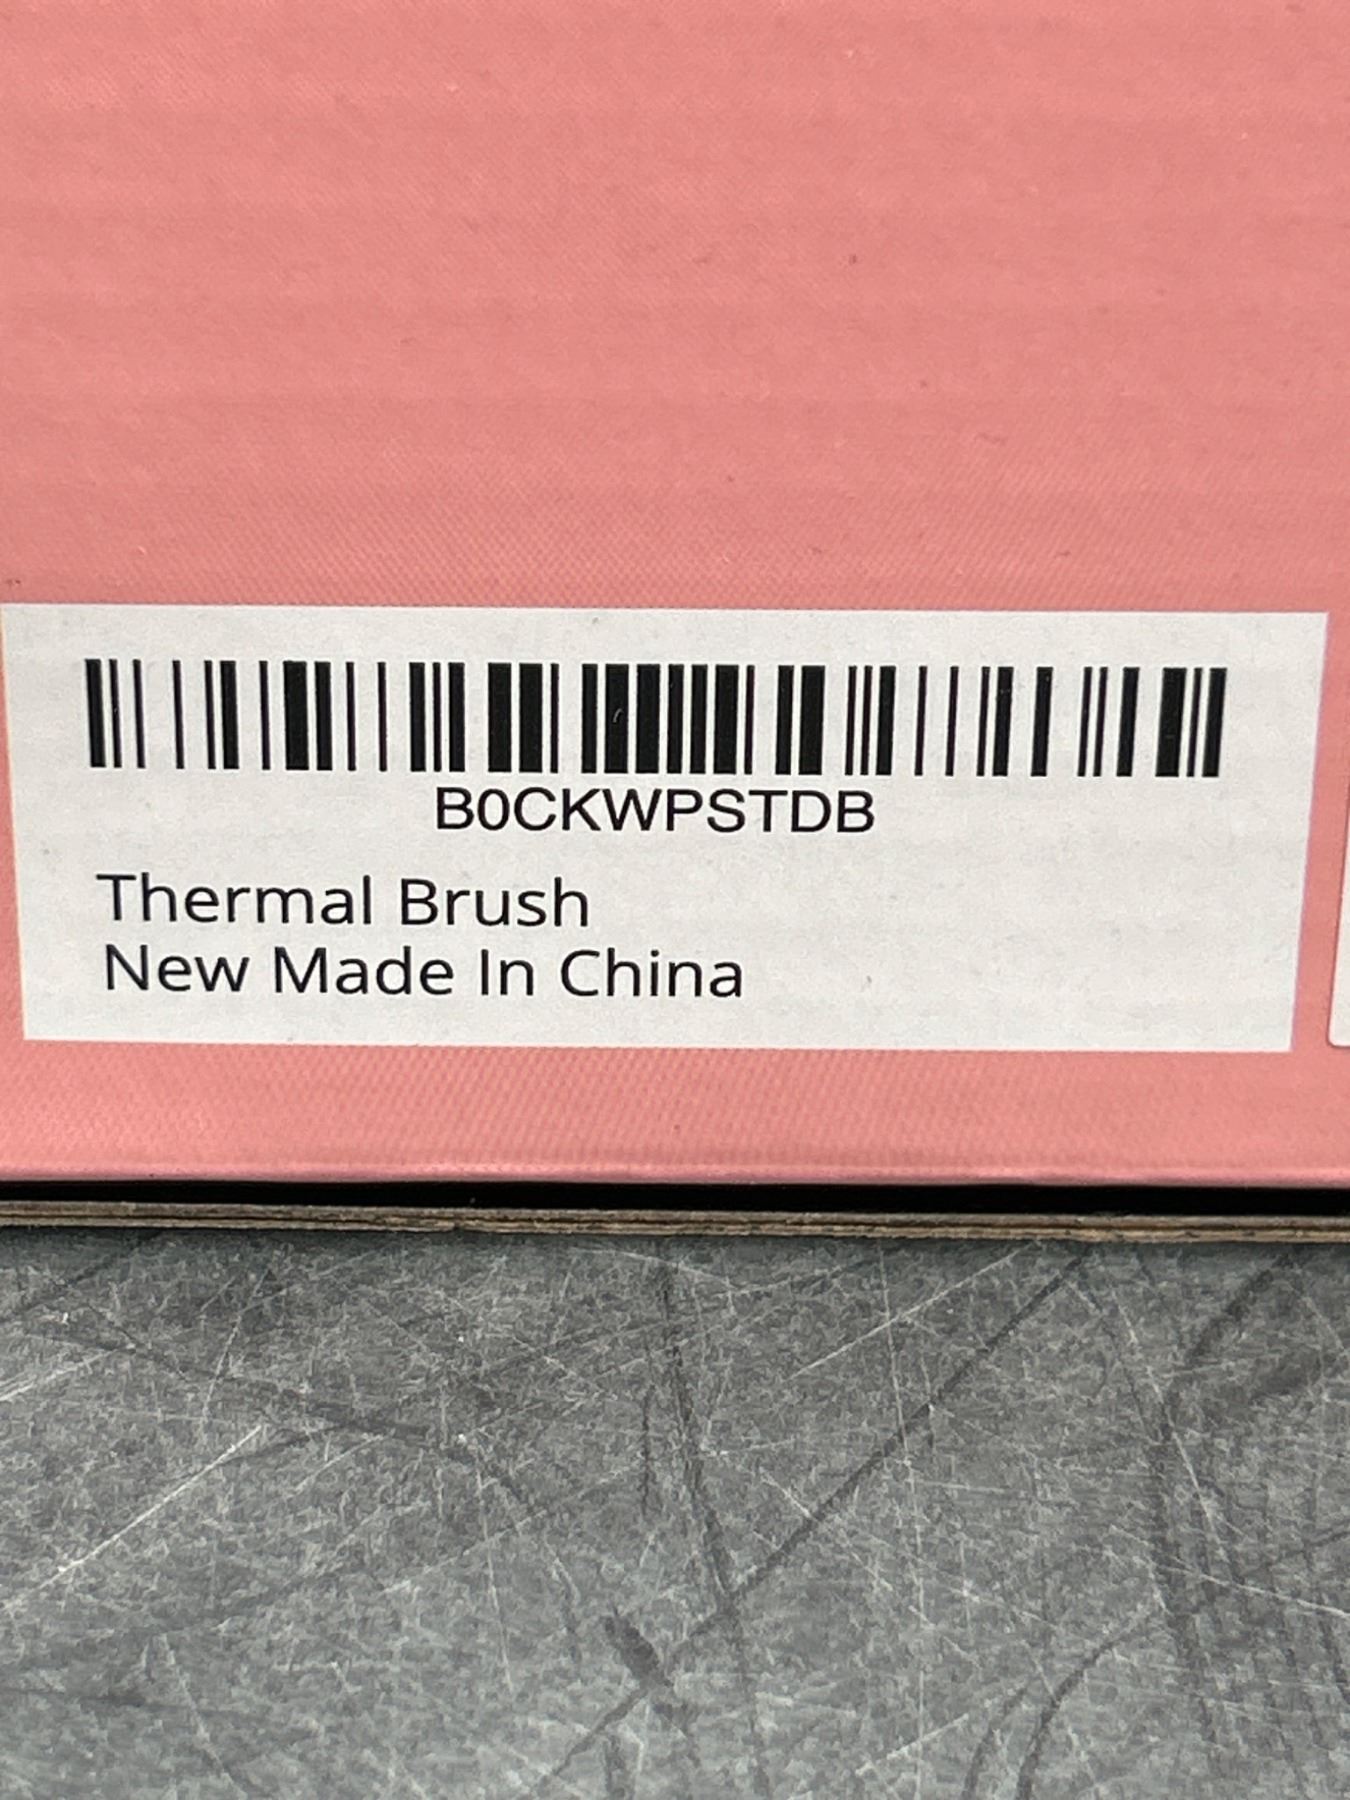 B0CKWPSTDB
Thermal Brush
New Made In China